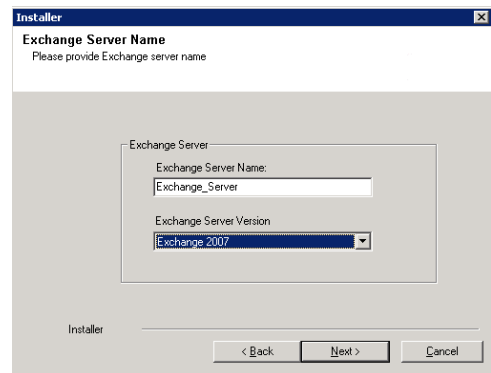 Installer
Exchange Server Name
Please provide Exchange server name
Exchange Server
Exchange Server Name:
Exchange_Server
Exchange Server Version
Exchange 2007
Installer
< Back
Next >
Cancel